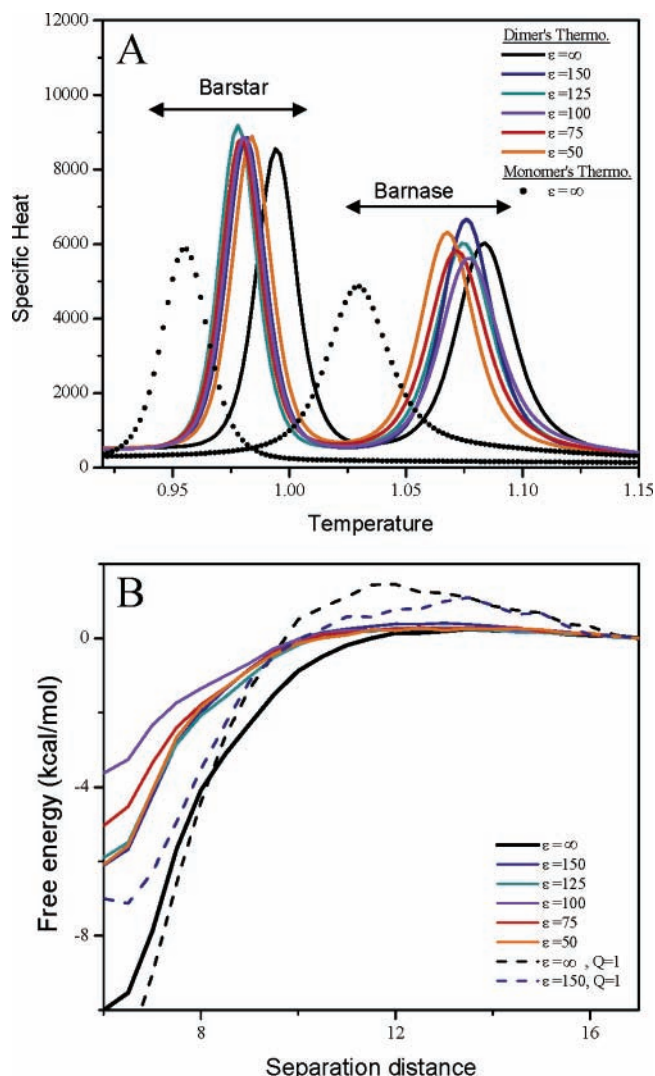 A
12000
10000
8000
6000
4000
2000
0
Specific Heat
Barstar
Barnase
Dimer's Thermo.
ε=∞
ε=150
ε=125
ε=100
ε=75
ε=50
Monomer's Thermo.
ε=∞
0.95 1.00 1.05 1.10 1.15
Temperature
B
0
-4
-8
Free energy (kcal/mol)
ε=∞
ε=150
ε=125
ε=100
ε=75
ε=50
ε=∞ , Q=1
ε=150, Q=1
8 12 16
Separation distance